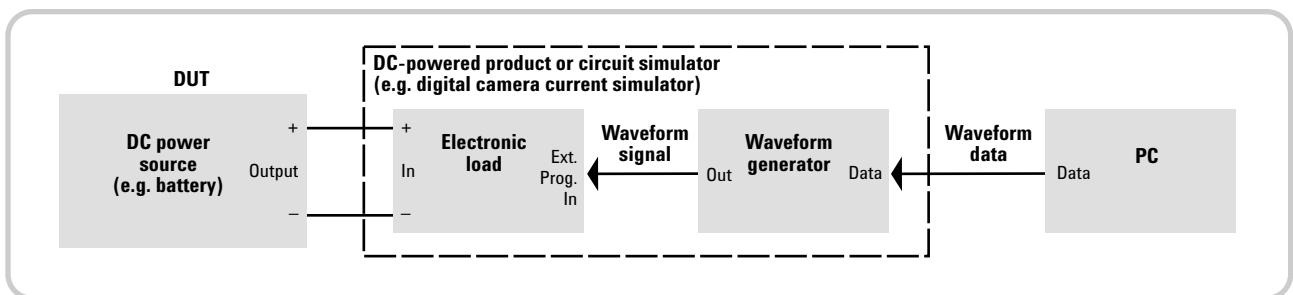 DC-powered product or circuit simulator
(e.g. digital camera current simulator)
DUT
DC power
source
(e.g. battery)
+
Output
–
+
In
–
Electronic
load
Ext.
Prog.
In
Waveform
signal
Out
Waveform
generator
Data
Waveform
data
Data
PC